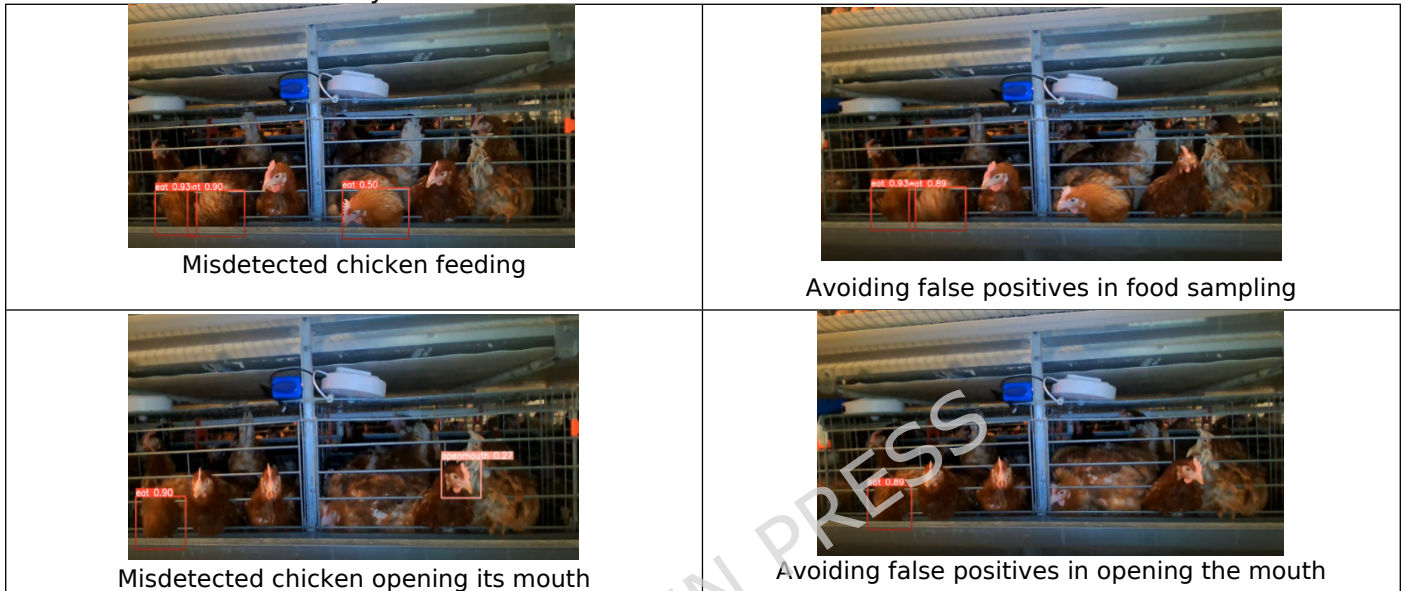 eat 0.93
eat 0.90
eat 0.50
Misdetected chicken feeding
eat 0.93
eat 0.89
Avoiding false positives in food sampling
eat 0.90
openmouth 0.27
Misdetected chicken opening its mouth
eat 0.89
Avoiding false positives in opening the mouth
IN PRESS